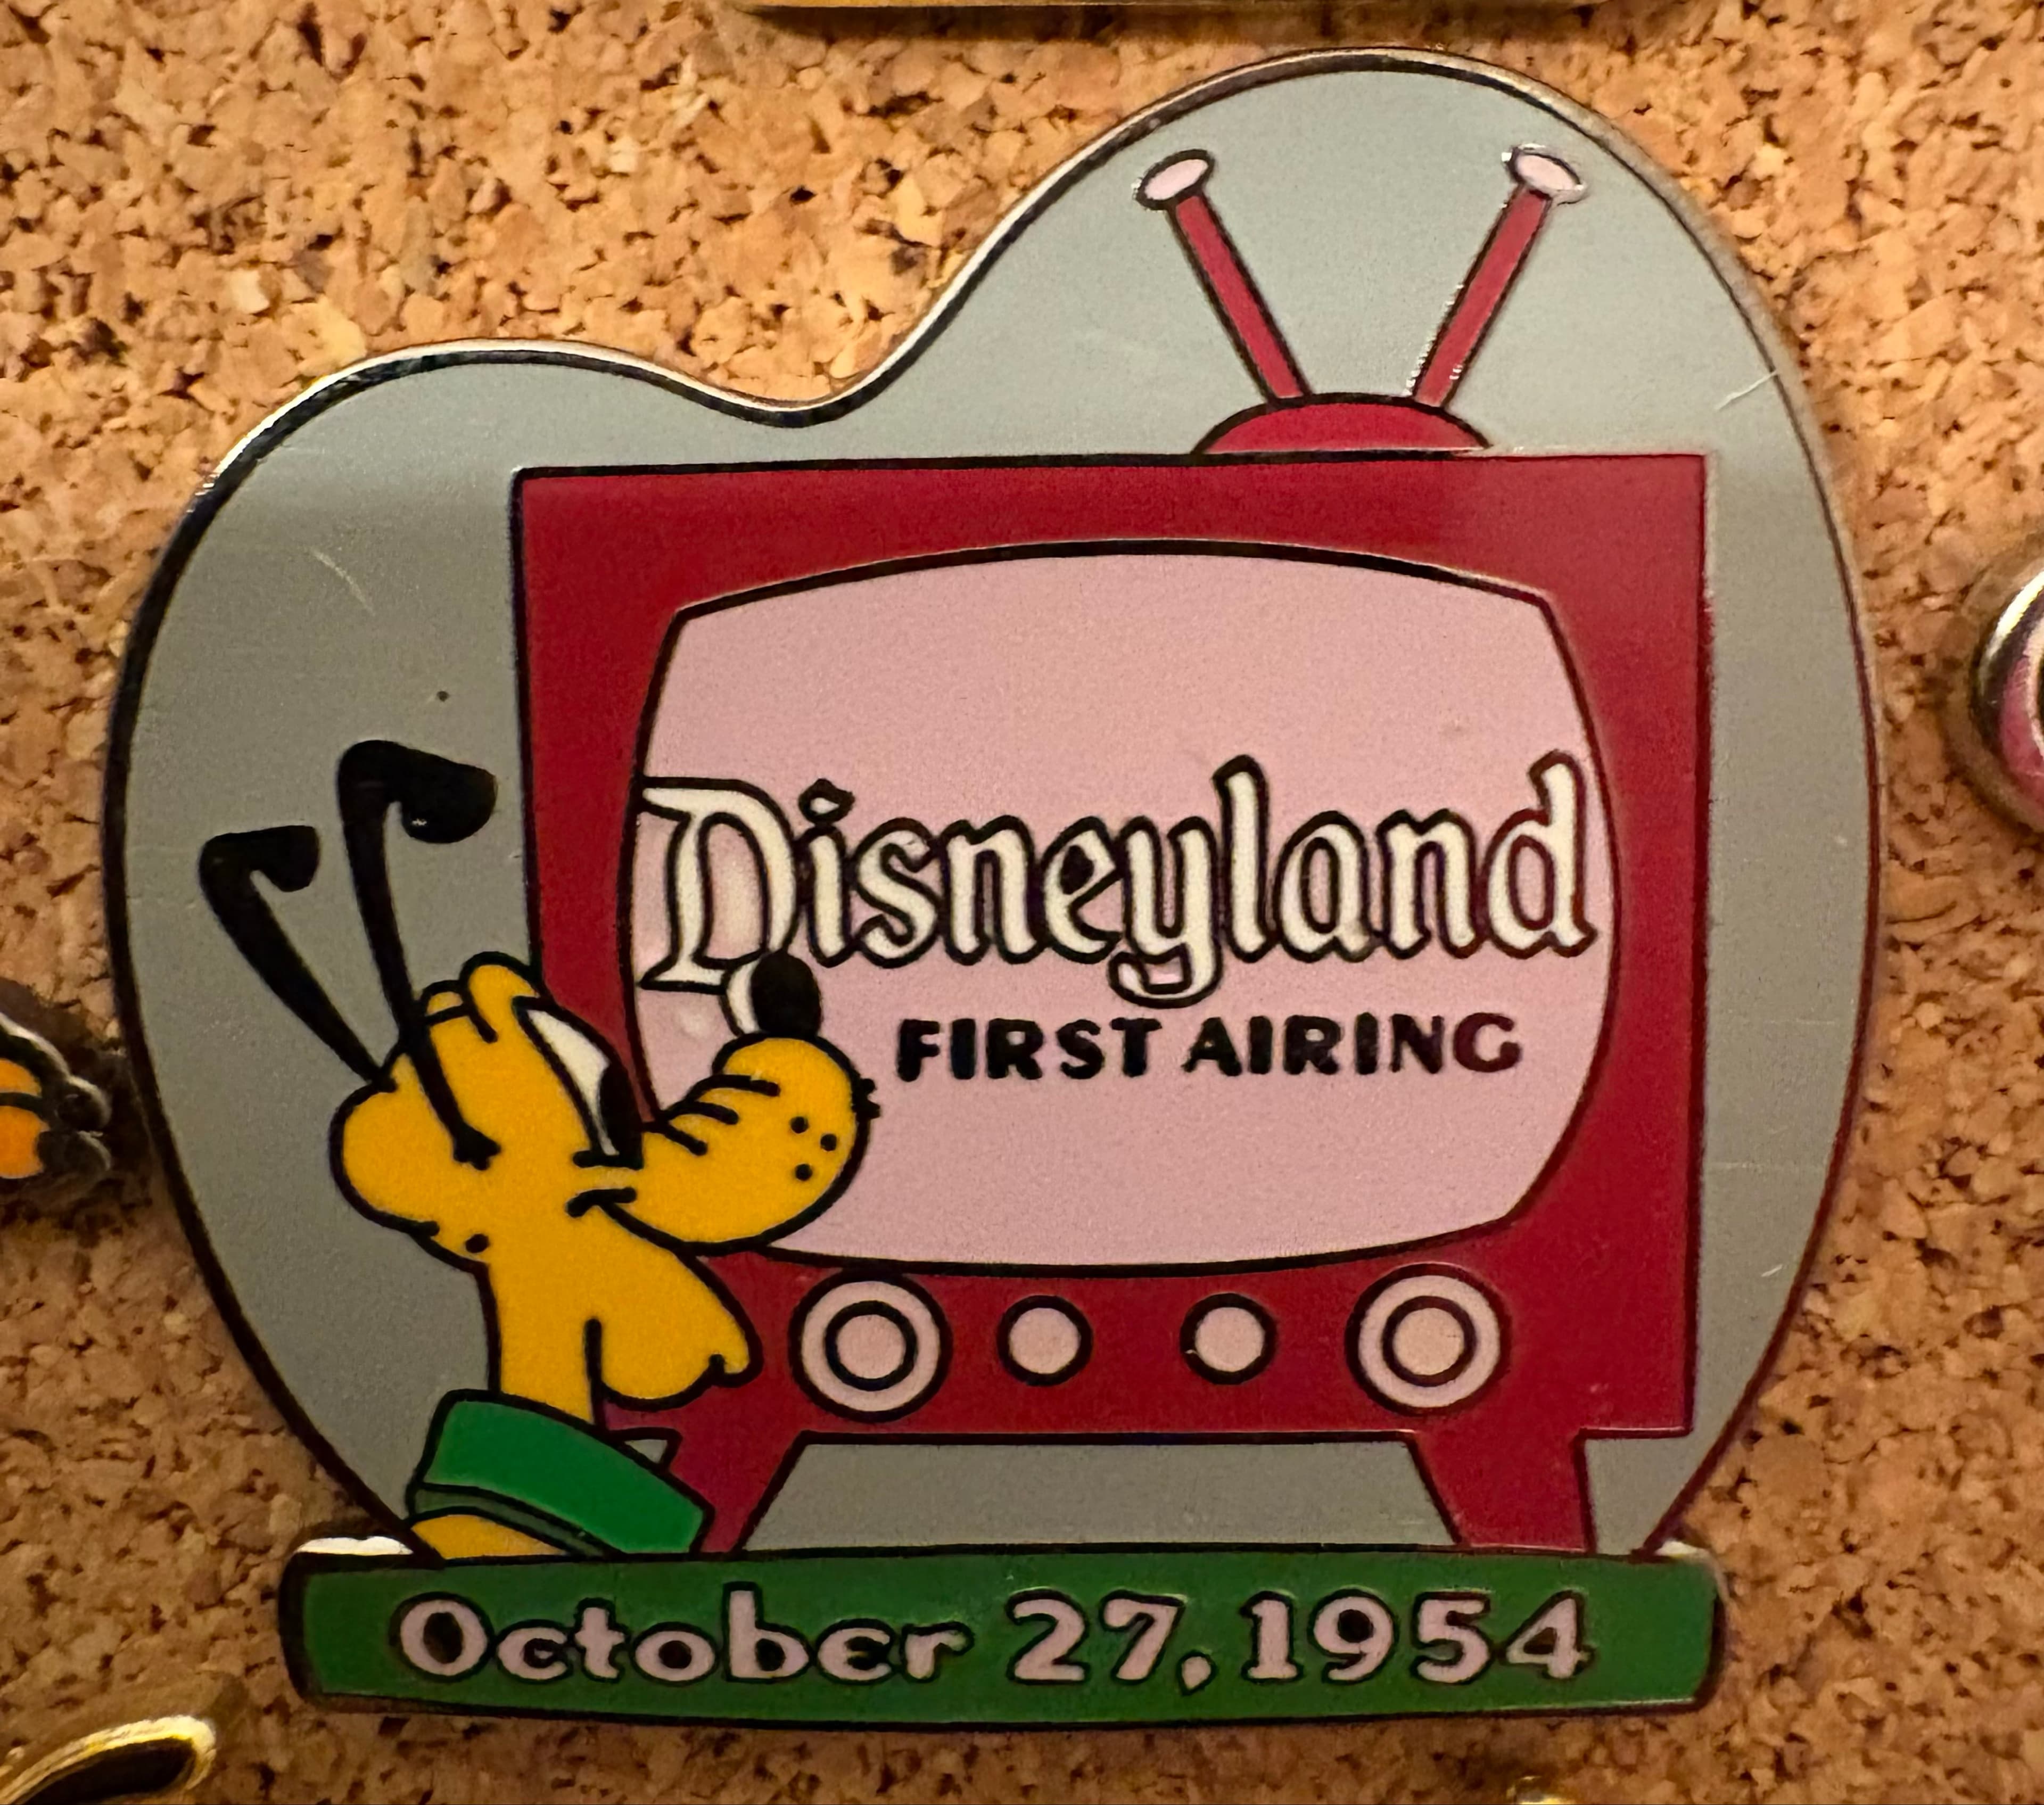 Disneyland
FIRST AIRING
October 27, 1954